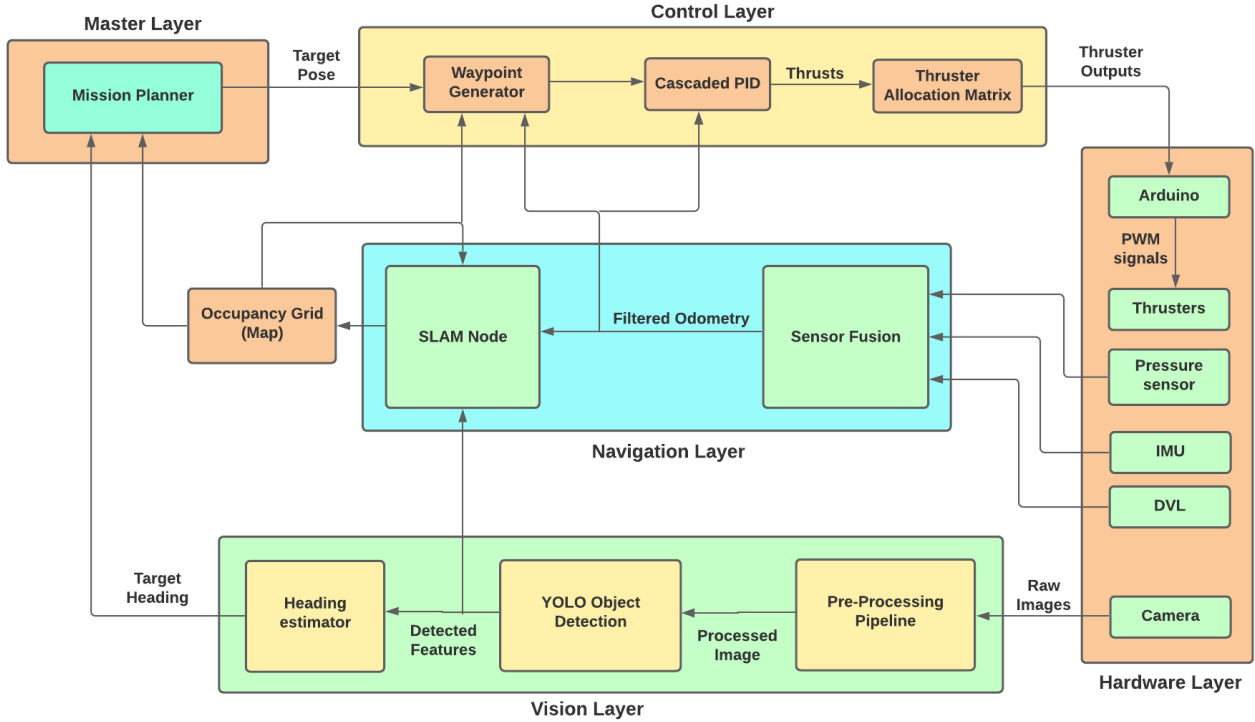 Master Layer
Control Layer
Target
Pose
Thruster
Outputs
Mission Planner
Waypoint
Generator
Cascaded PID
Thrusts
Thruster
Allocation Matrix
Arduino
PWM
signals
Thrusters
Occupancy Grid
(Map)
SLAM Node
Filtered Odometry
Sensor Fusion
Pressure
sensor
IMU
DVL
Navigation Layer
Target
Heading
Heading
estimator
Detected
Features
YOLO Object
Detection
Processed
Image
Pre-Processing
Pipeline
Raw
Images
Camera
Vision Layer
Hardware Layer